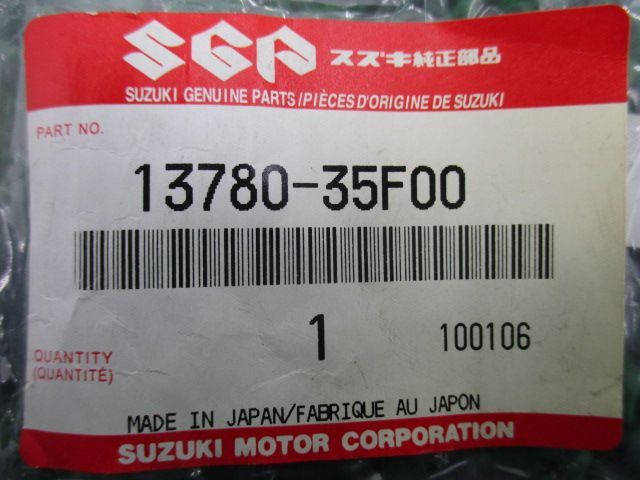 SGP スズキ純正部品
SUZUKI GENUINE PARTS/PIÈCES D'ORIGINE DE SUZUKI
PART NO.
13780-35F00
1 100106
QUANTITY
(QUANTITÉ)
MADE IN JAPAN/FABRIQUE AU JAPON
SUZUKI MOTOR CORPORATION